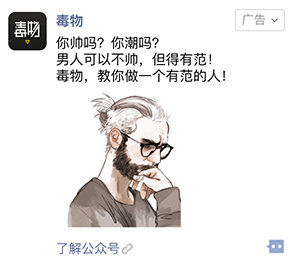 毒物
毒物
广告
你帅吗？你潮吗？
男人可以不帅，但得有范！
毒物，教你做一个有范的人！
了解公众号